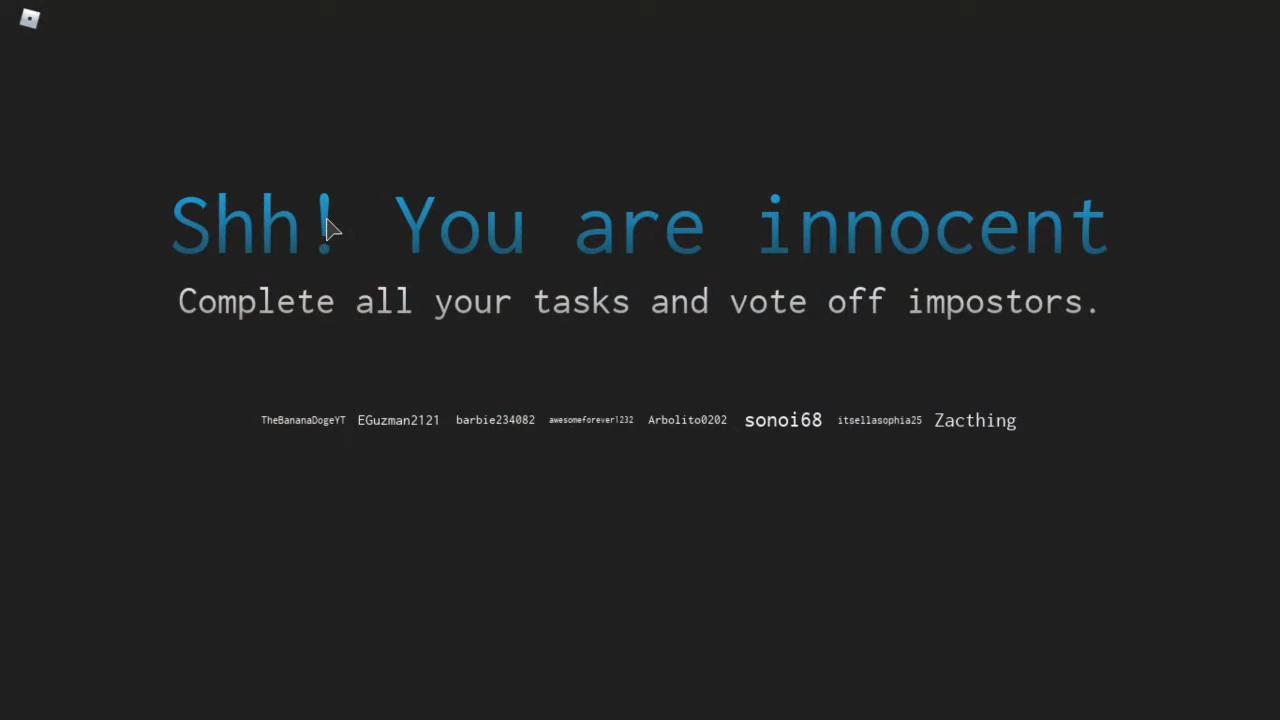 Shh! You are innocent
Complete all your tasks and vote off impostors.
TheBananaDogeYT EGuzman2121 barbie234082 awesomeforever1232 Arbolito0202 sonoi68 itsellasophia25 Zacthing